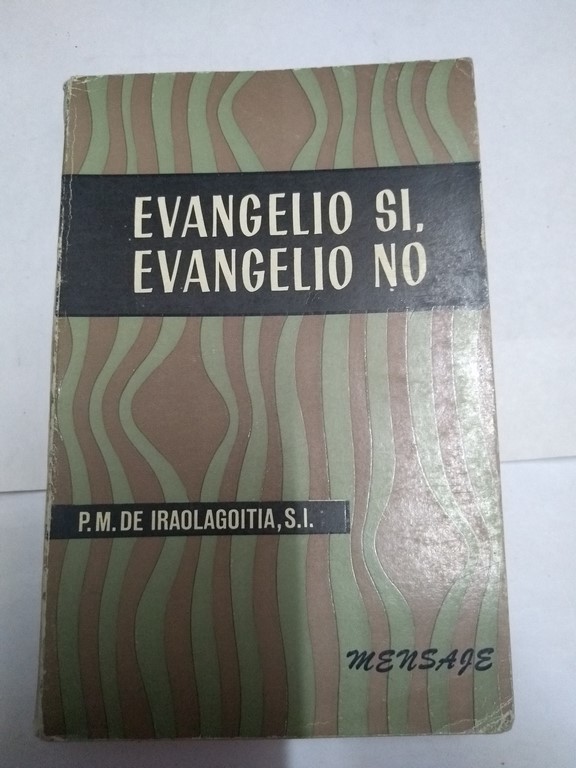 EVANGELIO SI,
EVANGELIO NO
P. M. DE IRAOLAGOITIA, S. I.
MENSAJE